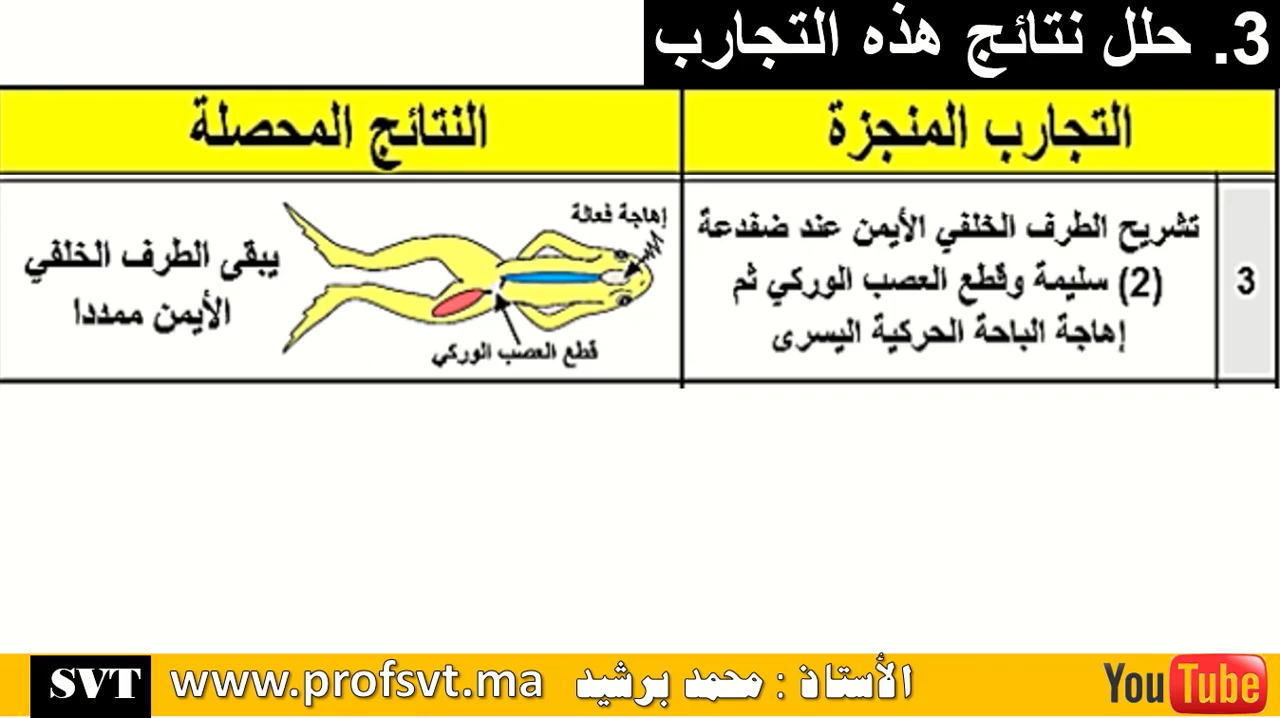 3. حلل نتائج هذه التجارب
التجارب المنجزة
النتائج المحصلة
3
تشريح الطرف الخلفي الأيمن عند ضفدعة
(2) سليمة وقطع العصب الوركي ثم
إهاجة الباحة الحركية اليسرى
إهاجة فعالة
قطع العصب الوركي
يبقى الطرف الخلفي
الأيمن ممددا
SVT
www.profsvt.ma
الأستاذ : محمد برشيد
YouTube